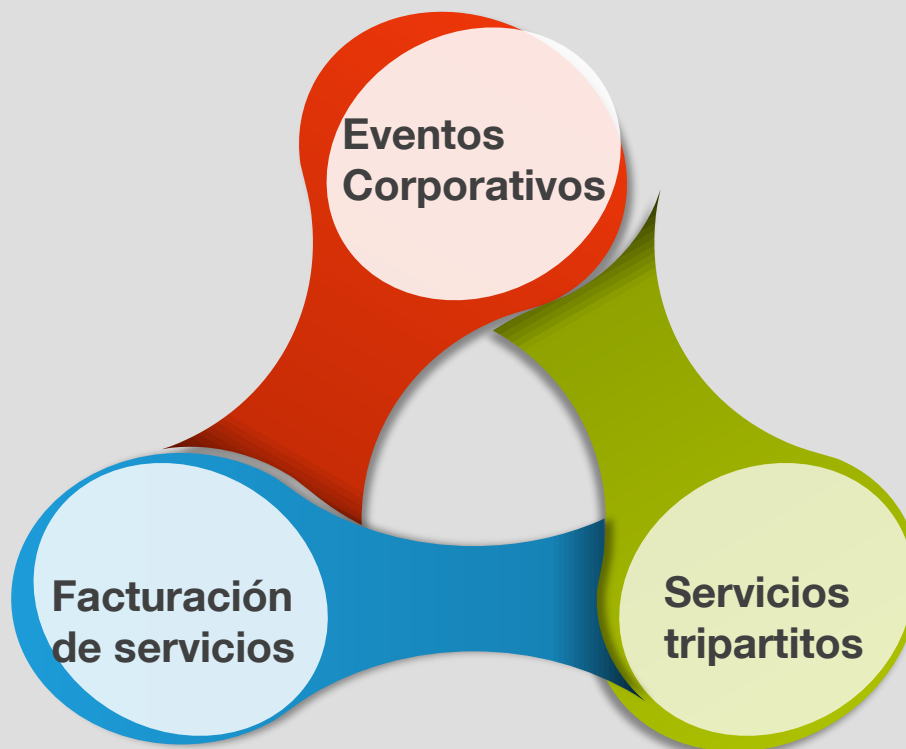 Eventos
Corporativos
Facturación
de servicios
Servicios
tripartitos